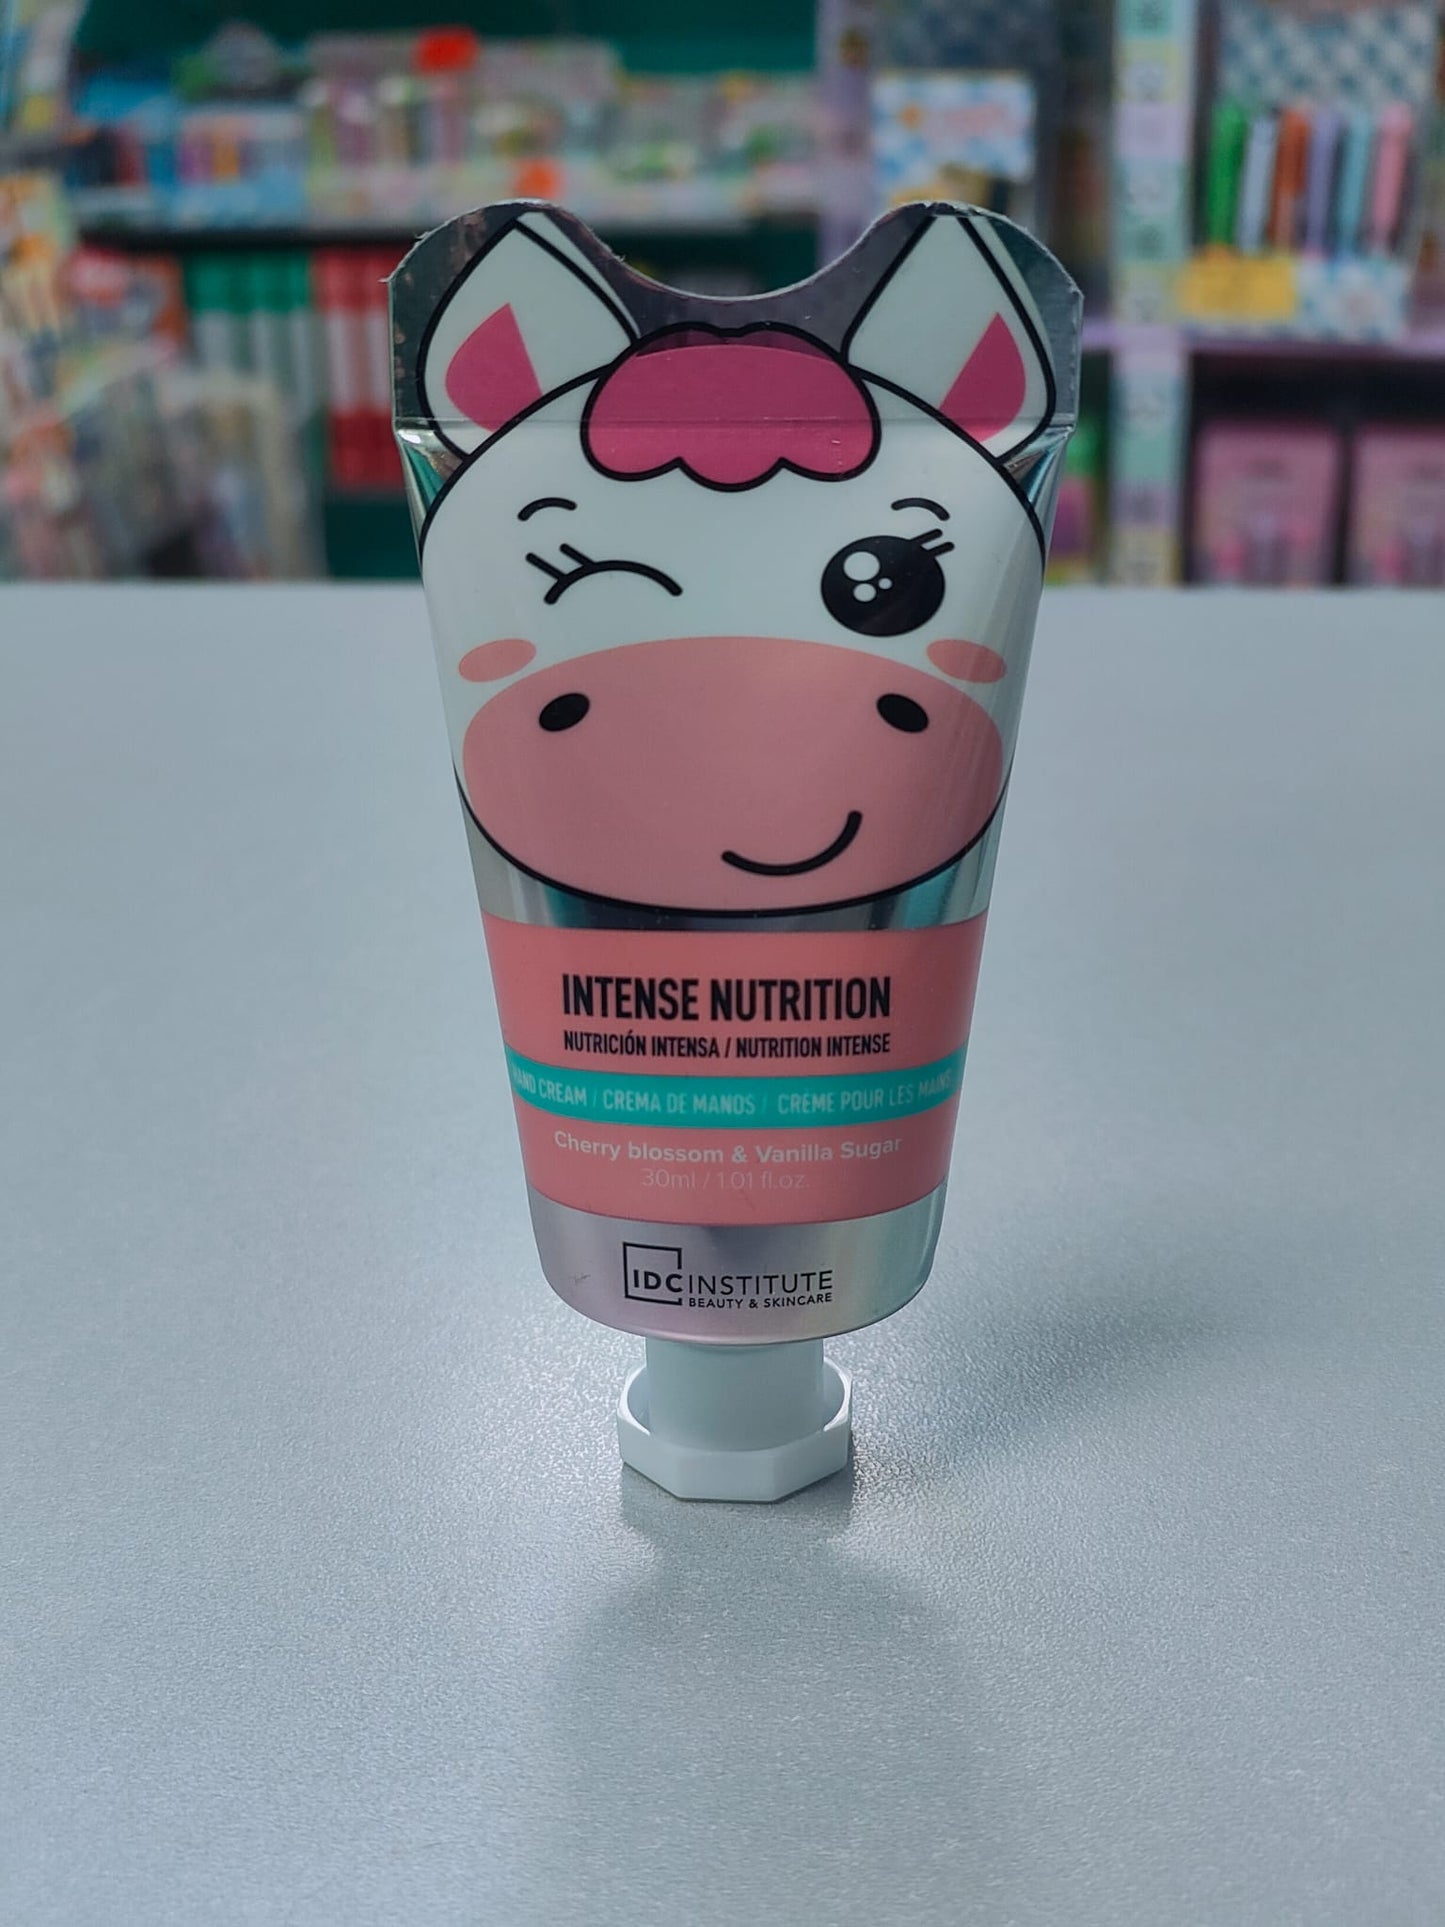 INTENSE NUTRITION
NUTRICIÓN INTENSA / NUTRITION INTENSE
HAND CREAM / CREMA DE MANOS / CRÈME POUR LES MAINS
Cherry blossom & Vanilla Sugar
30ml / 1.01 fl.oz.
IDC INSTITUTE
BEAUTY & SKINCARE